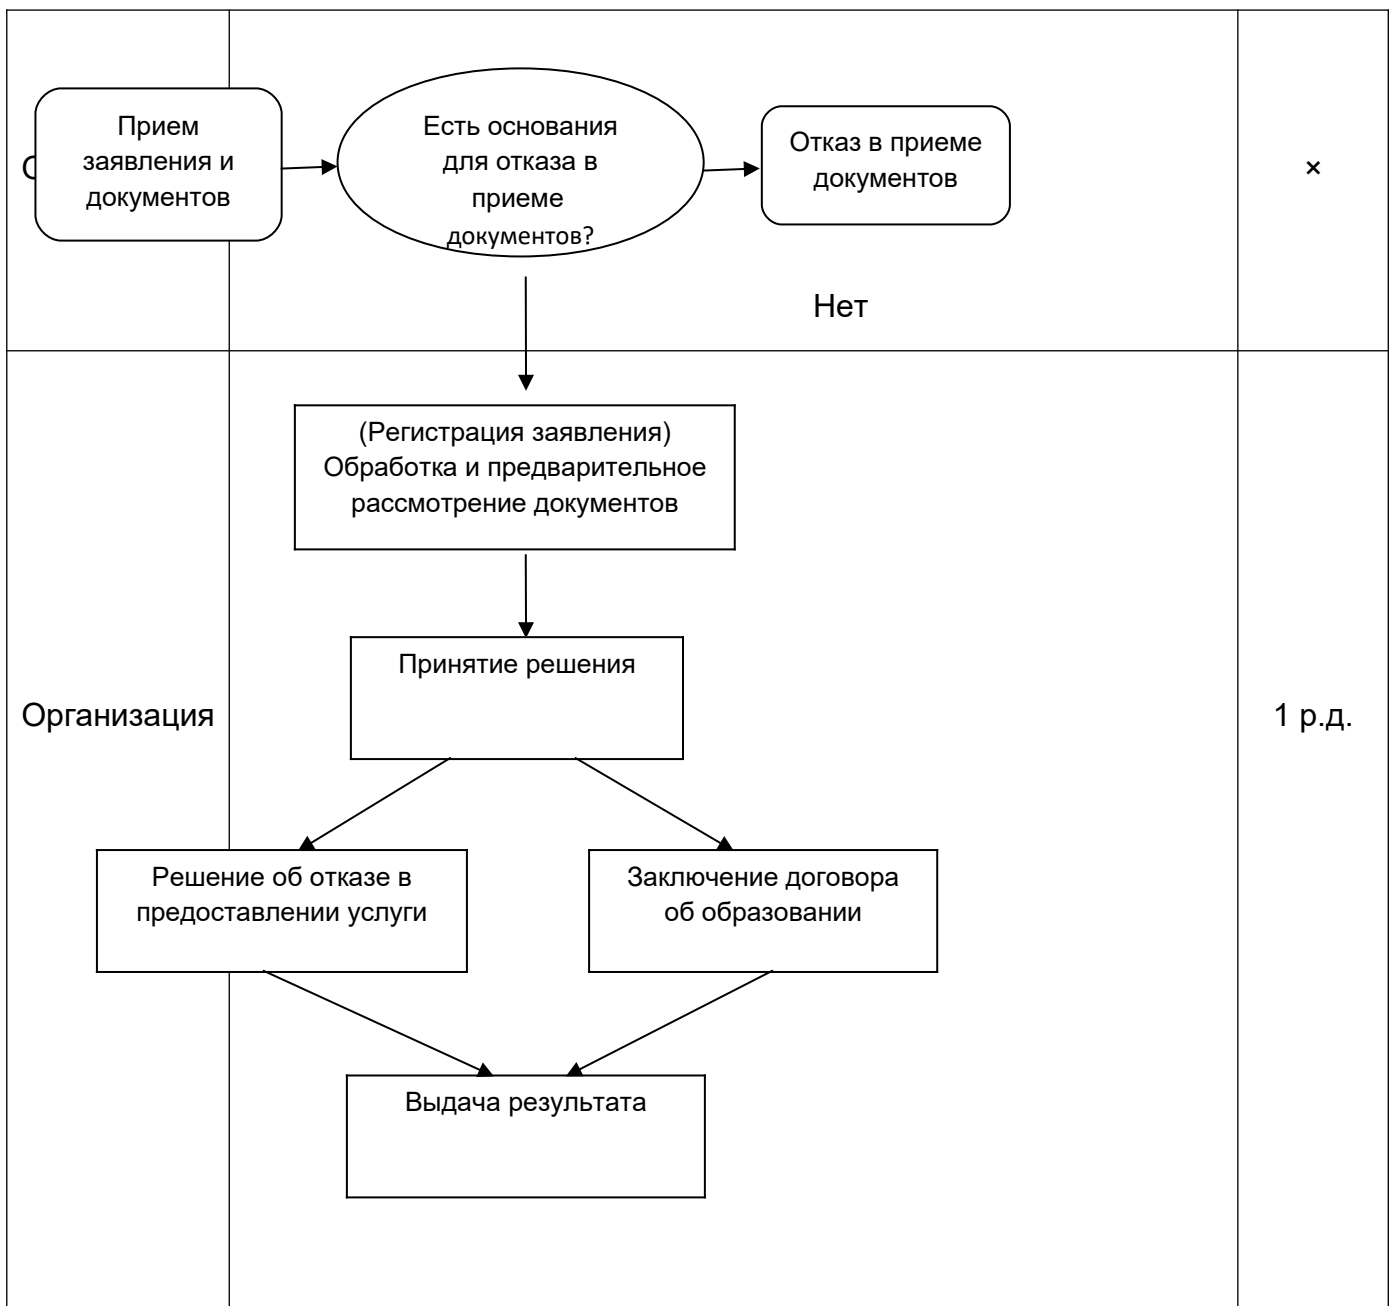 Прием
заявления и
документов
Есть основания
для отказа в
приеме
документов?
Отказ в приеме
документов
×
Нет
(Регистрация заявления)
Обработка и предварительное
рассмотрение документов
Принятие решения
Организация
1 р.д.
Решение об отказе в
предоставлении услуги
Заключение договора
об образовании
Выдача результата